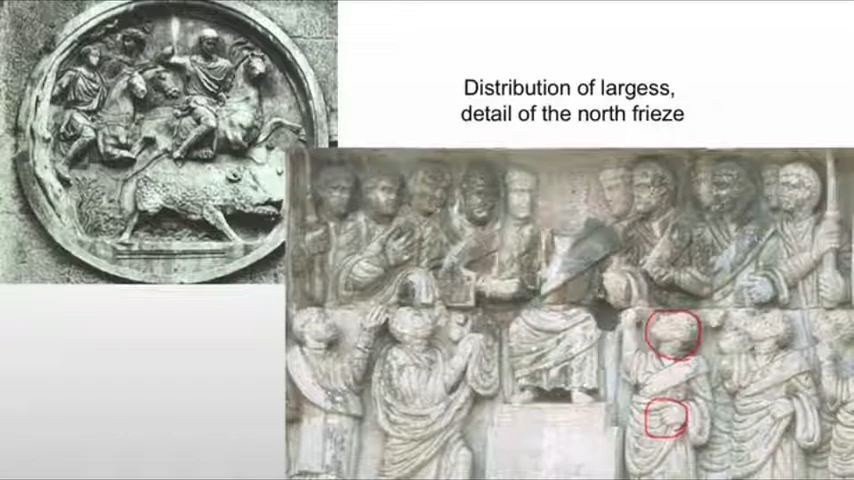 Distribution of largess,
detail of the north frieze